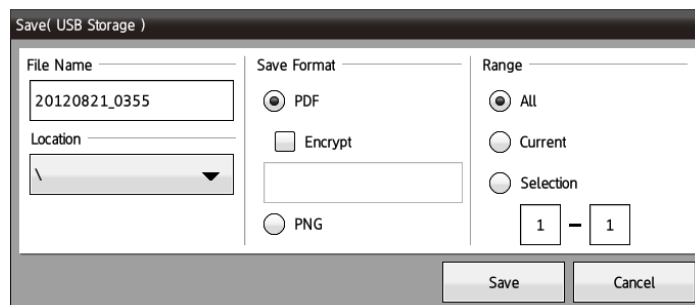 Save( USB Storage )
File Name
20120821_0355
Location
\
Save Format
PDF
Encrypt
PNG
Range
All
Current
Selection
1 – 1
Save Cancel